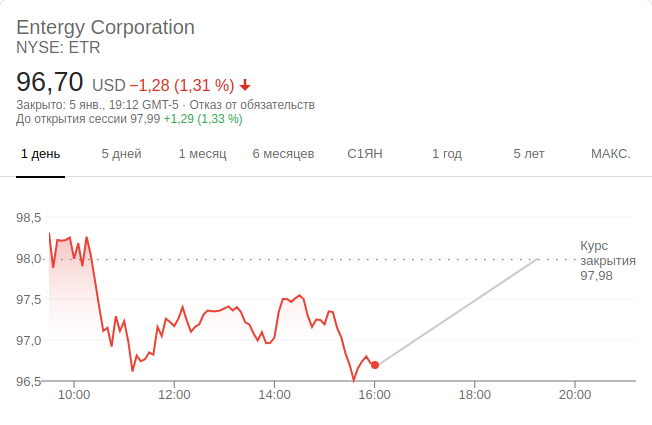 Entergy Corporation
NYSE: ETR
96,70 USD −1,28 (1,31 %)
Закрыто: 5 янв., 19:12 GMT-5 · Отказ от обязательств
До открытия сессии 97,99 +1,29 (1,33 %)
1 день 5 дней 1 месяц 6 месяцев С1ЯН 1 год 5 лет МАКС.
98,5
98,0
97,5
97,0
96,5
Курс
закрытия
97,98
10:00 12:00 14:00 16:00 18:00 20:00